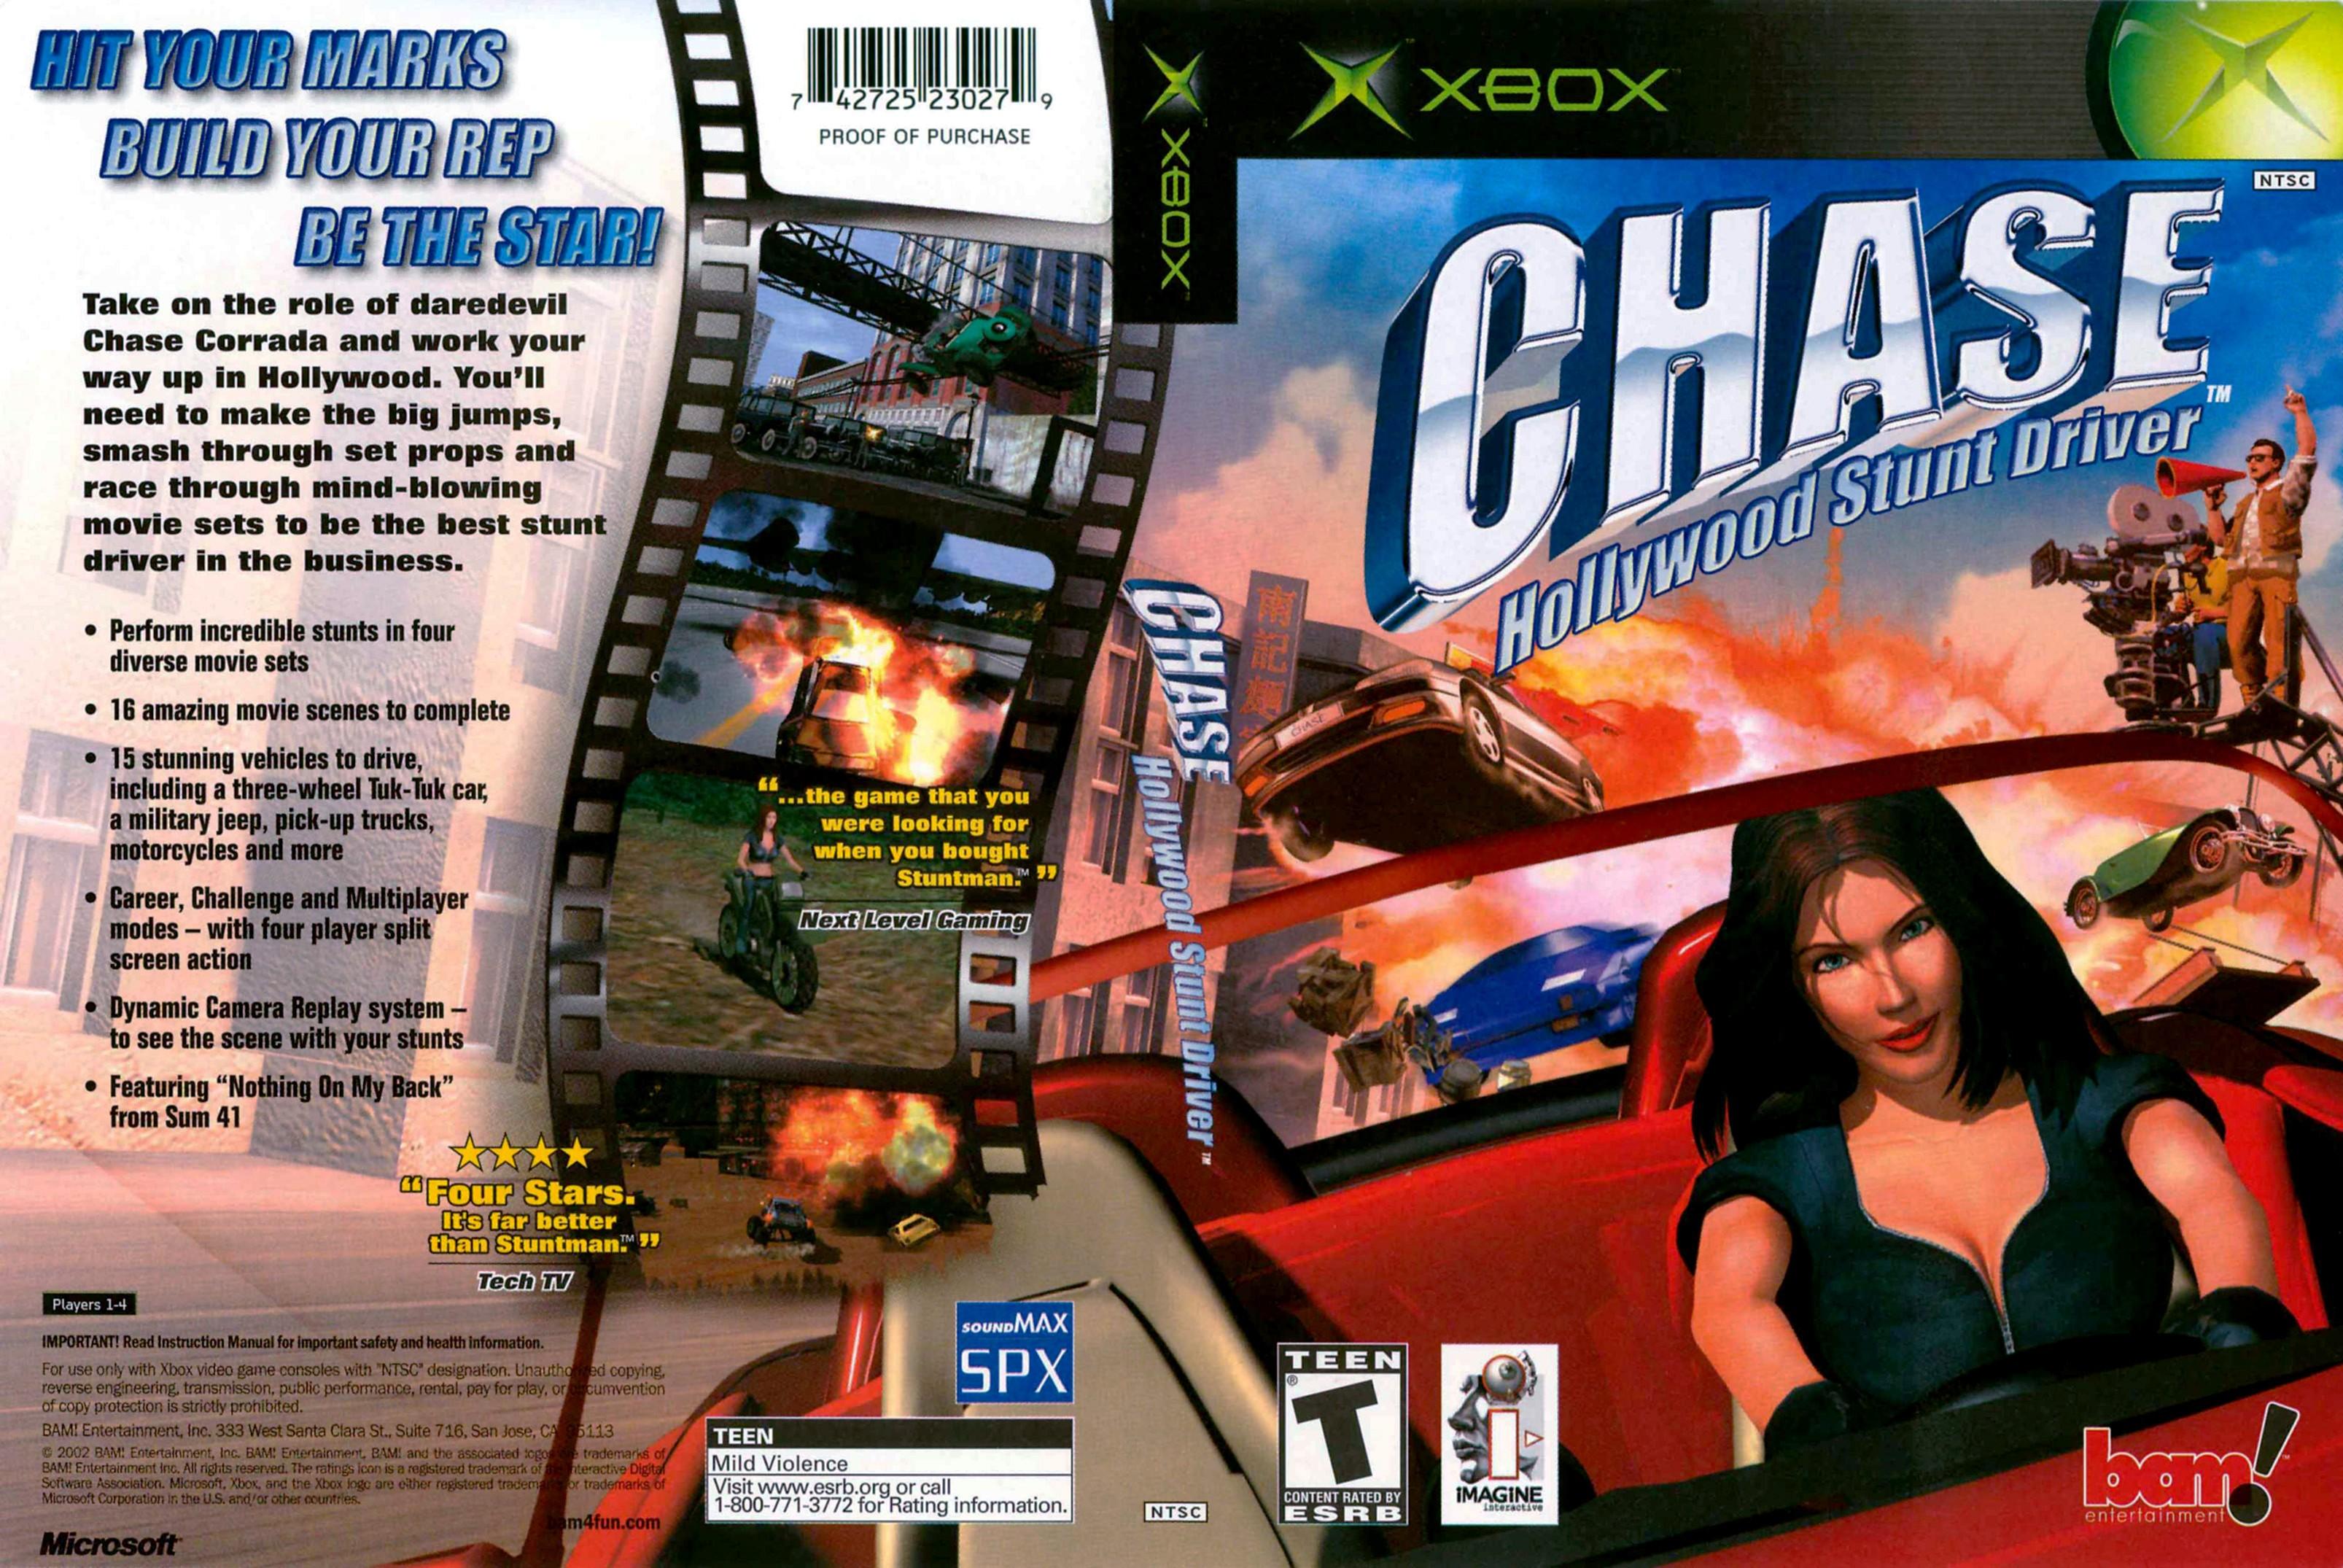 HIT YOUR MARKS
BUILD YOUR REP
BE THE STAR!
Take on the role of daredevil
Chase Corrada and work your
way up in Hollywood. You'll
need to make the big jumps,
smash through set props and
race through mind-blowing
movie sets to be the best stunt
driver in the business.
• Perform incredible stunts in four
diverse movie sets
• 16 amazing movie scenes to complete
• 15 stunning vehicles to drive,
including a three-wheel Tuk-Tuk car,
a military jeep, pick-up trucks,
motorcycles and more
• Career, Challenge and Multiplayer
modes – with four player split
screen action
• Dynamic Camera Replay system –
to see the scene with your stunts
• Featuring “Nothing On My Back”
from Sum 41
“Four Stars.
It's far better
than Stuntman.™”
Tech TV
Players 1-4
IMPORTANT! Read Instruction Manual for important safety and health information.
For use only with Xbox video game consoles with "NTSC" designation. Unauthorized copying,
reverse engineering, transmission, public performance, rental, pay for play, or circumvention
of copy protection is strictly prohibited.
BAM! Entertainment, Inc. 333 West Santa Clara St., Suite 716, San Jose, CA 95113
© 2002 BAM! Entertainment, Inc. BAM! Entertainment, BAM! and the associated logos are trademarks of
BAM! Entertainment Inc. All rights reserved. The ratings icon is a registered trademark of the Interactive Digital
Software Association. Microsoft, Xbox, and the Xbox logo are either registered trademarks or trademarks of
Microsoft Corporation in the U.S. and/or other countries.
bam4fun.com
Microsoft
7 42725 23027 9
PROOF OF PURCHASE
“...the game that you
were looking for
when you bought
Stuntman.™”
Next Level Gaming
SOUNDMAX
SPX
TEEN
Mild Violence
Visit www.esrb.org or call
1-800-771-3772 for Rating information.
XBOX™
CHASE
Hollywood Stunt Driver™
NTSC
XBOX™
NTSC
CHASE
Hollywood Stunt Driver™
南記
CHASE
TEEN
T®
CONTENT RATED BY
ESRB
i
iMAGiNE
interactive
bam!™
entertainment